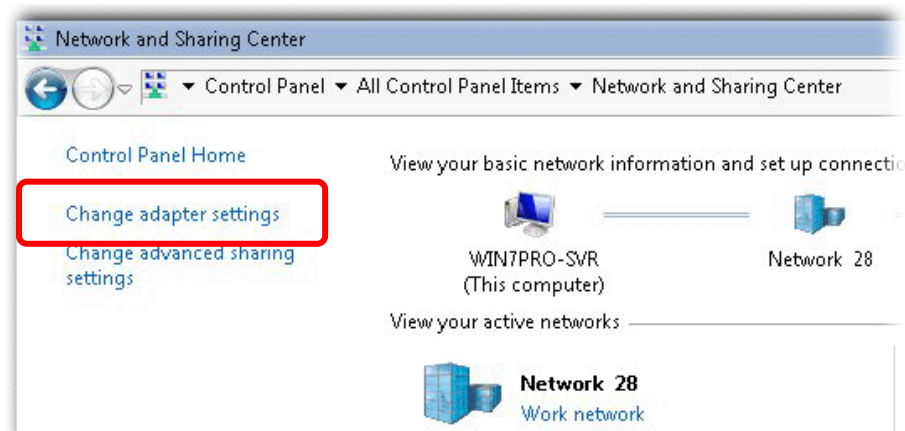 Network and Sharing Center
Control Panel All Control Panel Items Network and Sharing Center
Control Panel Home
Change adapter settings
Change advanced sharing
settings
View your basic network information and set up
WIN7PRO-SVR
(This computer)
Network 28
View your active networks
Network 28
Work network